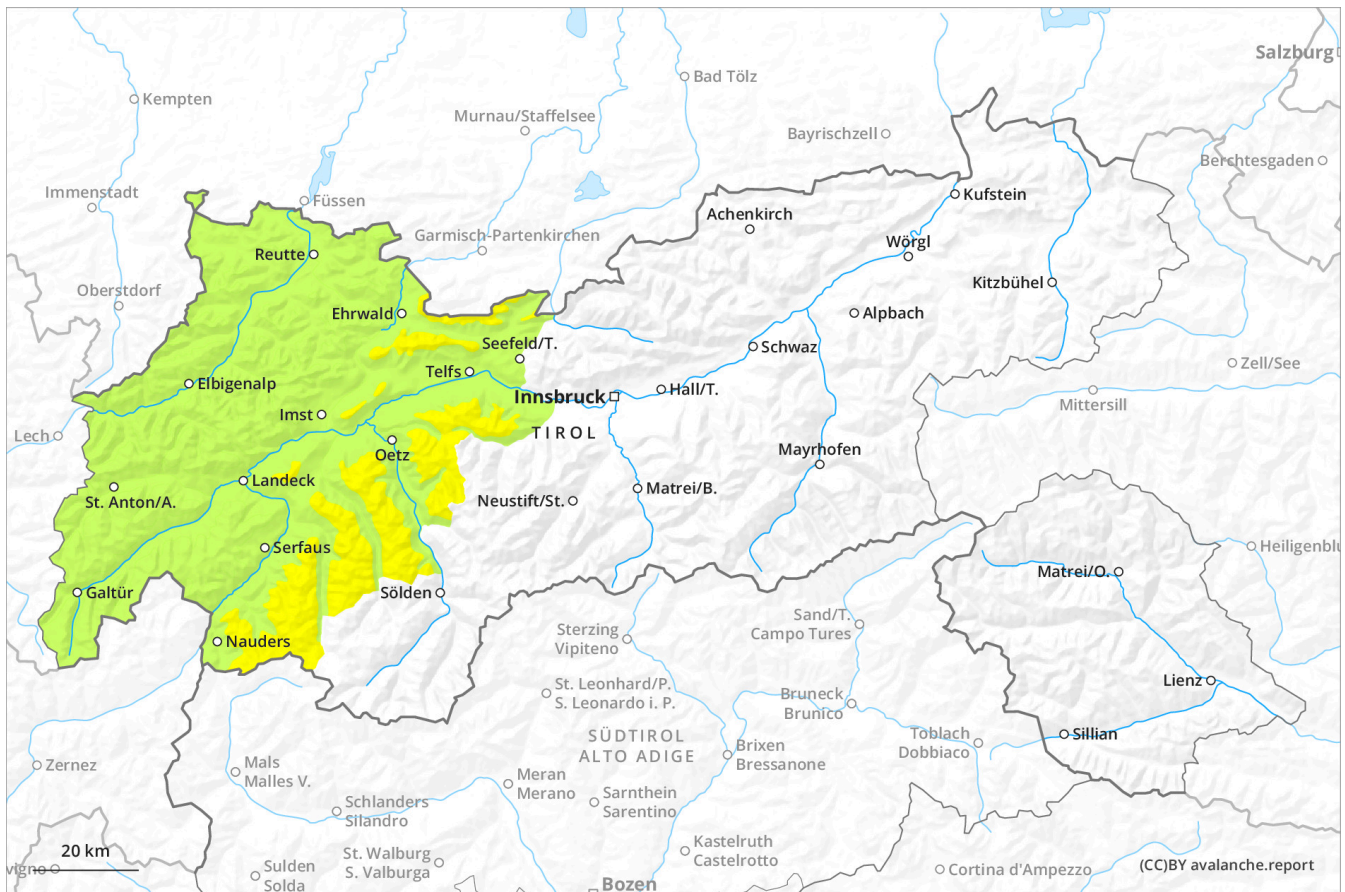 Salzburg
Bad Tölz
Kempten
Murnau/Staffelsee
Bayrischzell
Berchtesgaden
Immenstadt
Füssen
Kufstein
Achenkirch
Garmisch-Partenkirchen
Wörgl
Reutte
Kitzbühel
Oberstdorf
Ehrwald
Alpbach
Seefeld/T.
Schwaz
Zell/See
Telfs
Elbigenalp
Hall/T.
Innsbruck
Mittersill
Imst
TIROL
Lech
Oetz
Mayrhofen
Landeck
Matrei/B.
St. Anton/A.
Neustift/St.
Serfaus
Heiligenblu
Matrei/O.
Galtür
Sölden
Sand/T.
Campo Tures
Sterzing
Vipiteno
Nauders
Lienz
St. Leonhard/P.
S. Leonardo i. P.
Bruneck
Brunico
SÜDTIROL
ALTO ADIGE
Toblach
Dobbiaco
Sillian
Brixen
Bressanone
Zernez
Mals
Malles V.
Meran
Merano
Sarnthein
Sarentino
Schlanders
Silandro
Kastelruth
Castelrotto
20 km
St. Walburg
S. Valburga
vigno
Sulden
Solda
Cortina d'Ampezzo
(CC)BY avalanche.report
Bozen